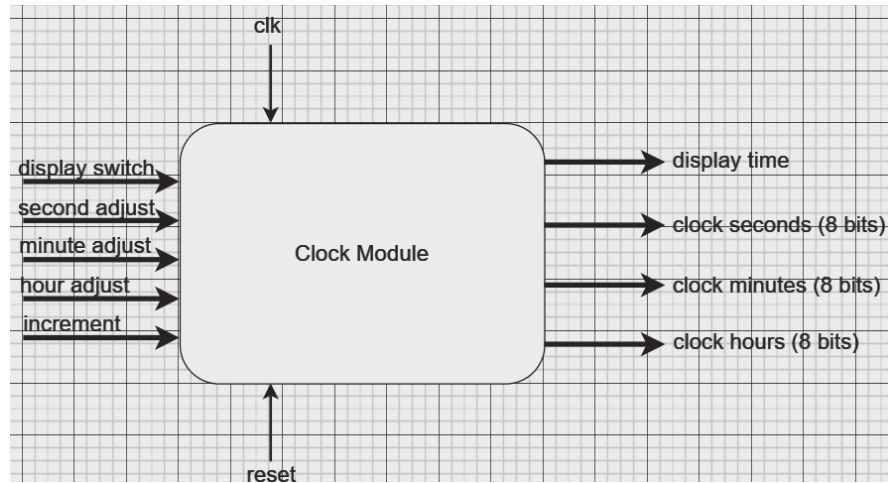 clk
display switch
second adjust
minute adjust
hour adjust
increment
Clock Module
display time
clock seconds (8 bits)
clock minutes (8 bits)
clock hours (8 bits)
reset